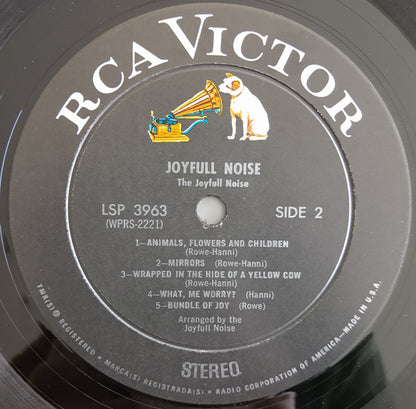 RCA VICTOR
JOYFULL NOISE
The Joyfull Noise
LSP 3963
(WPRS-2221)
SIDE 2
1—ANIMALS, FLOWERS AND CHILDREN
(Rowe-Hanni)
2—MIRRORS (Rowe-Hanni)
3—WRAPPED IN THE HIDE OF A YELLOW COW
(Rowe-Hanni)
4—WHAT, ME WORRY? (Hanni)
5—BUNDLE OF JOY (Rowe)
Arranged by the
Joyfull Noise
STEREO
TMK(S) ® REGISTERED • MARCA(S) REGISTRADA(S) • RADIO CORPORATION OF AMERICA—MADE IN U.S.A.